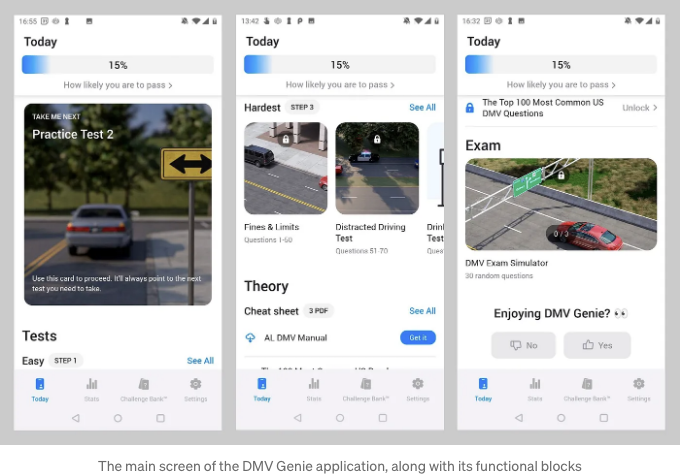 16:55
Today
15%
How likely you are to pass >
TAKE ME NEXT
Practice Test 2
Use this card to proceed. It'll always point to the next
test you need to take.
Tests
Easy STEP 1 See All
Today Stats Challenge Bank™ Settings
13:42
Today
15%
How likely you are to pass >
Hardest STEP 3 See All
Fines & Limits
Questions 1-50
Distracted Driving
Test
Questions 51-70
Test
Ques
Theory
Cheat sheet 3 PDF See All
AL DMV Manual Get it
Today Stats Challenge Bank™ Settings
16:32
Today
15%
How likely you are to pass >
The Top 100 Most Common US
DMV Questions
Unlock >
Exam
0 / 3
DMV Exam Simulator
30 random questions
Enjoying DMV Genie? 👀
No Yes
Today Stats Challenge Bank™ Settings
The main screen of the DMV Genie application, along with its functional blocks